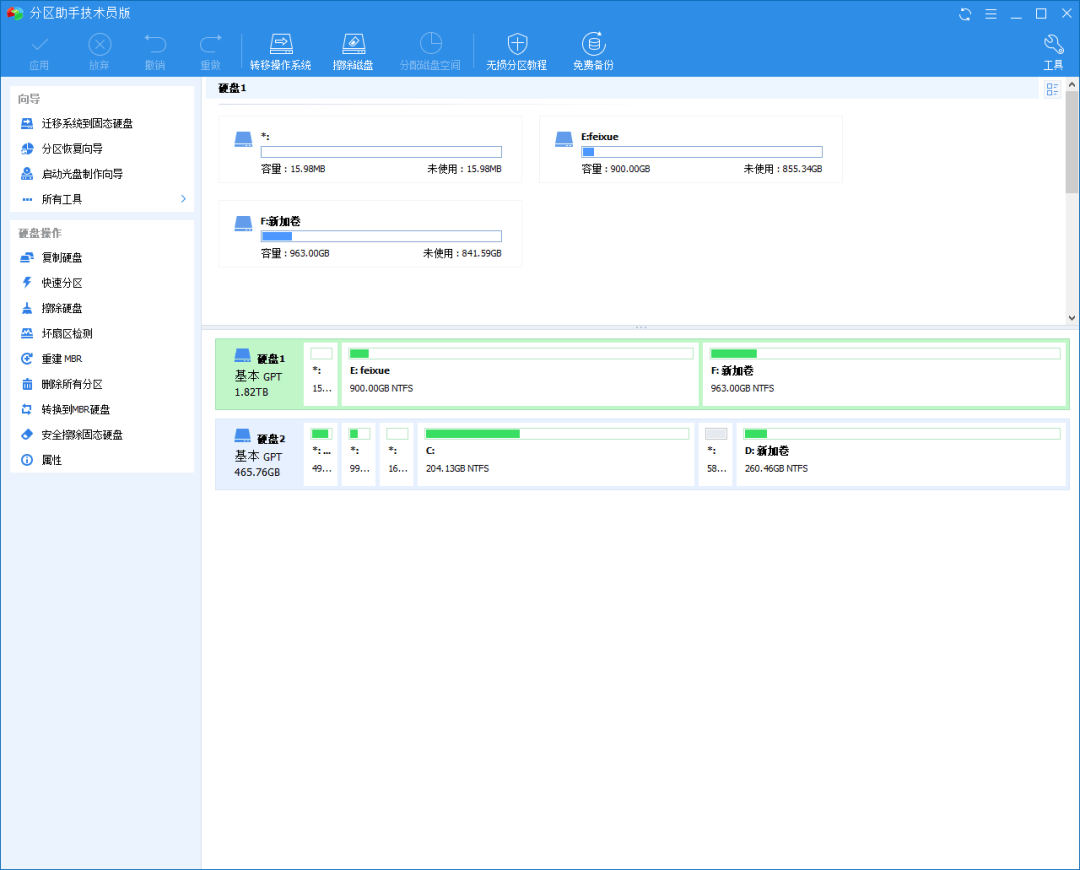 分区助手技术员版
应用 放弃 撤销 重做 转移操作系统 擦除磁盘 分配磁盘空间 无损分区教程 免费备份 工具
向导
迁移系统到固态硬盘
分区恢复向导
启动光盘制作向导
所有工具
硬盘操作
复制硬盘
快速分区
擦除硬盘
坏扇区检测
重建 MBR
删除所有分区
转换到MBR硬盘
安全擦除固态硬盘
属性
硬盘1
*:
容量 : 15.98MB 未使用 : 15.98MB
E:feixue
容量 : 900.00GB 未使用 : 855.34GB
F:新加卷
容量 : 963.00GB 未使用 : 841.59GB
硬盘1
基本 GPT
1.82TB
*:
15...
E: feixue
900.00GB NTFS
F: 新加卷
963.00GB NTFS
硬盘2
基本 GPT
465.76GB
*: ...
49...
*:
99...
*:
16...
C:
204.13GB NTFS
*:
58...
D: 新加卷
260.46GB NTFS